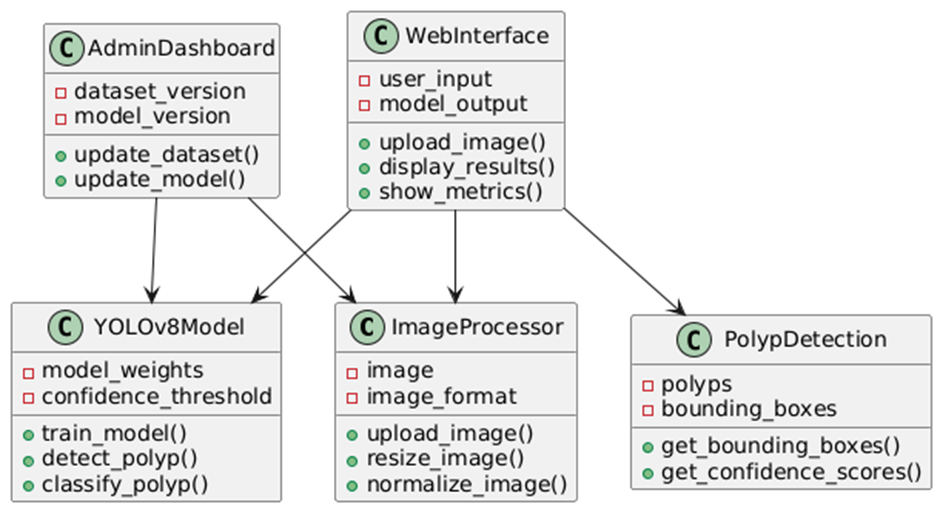 C AdminDashboard
dataset_version
model_version
update_dataset()
update_model()
C WebInterface
user_input
model_output
upload_image()
display_results()
show_metrics()
C YOLOv8Model
model_weights
confidence_threshold
train_model()
detect_polyp()
classify_polyp()
C ImageProcessor
image
image_format
upload_image()
resize_image()
normalize_image()
C PolypDetection
polyps
bounding_boxes
get_bounding_boxes()
get_confidence_scores()